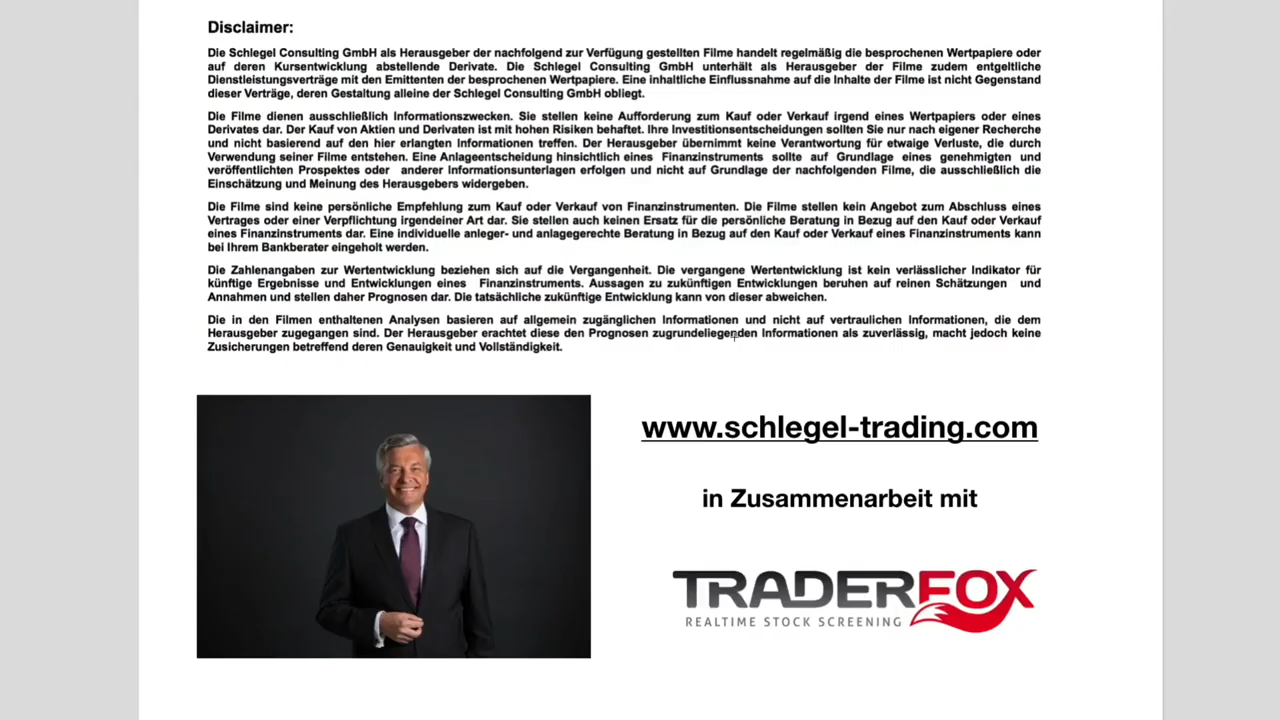 Disclaimer:
Die Schlegel Consulting GmbH als Herausgeber der nachfolgend zur Verfügung gestellten Filme handelt regelmäßig die besprochenen Wertpapiere oder
auf deren Kursentwicklung abstellende Derivate. Die Schlegel Consulting GmbH unterhält als Herausgeber der Filme zudem entgeltliche
Dienstleistungsverträge mit den Emittenten der besprochenen Wertpapiere. Eine inhaltliche Einflussnahme auf die Inhalte der Filme ist nicht Gegenstand
dieser Verträge, deren Gestaltung alleine der Schlegel Consulting GmbH obliegt.
Die Filme dienen ausschließlich Informationszwecken. Sie stellen keine Aufforderung zum Kauf oder Verkauf irgend eines Wertpapiers oder eines
Derivates dar. Der Kauf von Aktien und Derivaten ist mit hohen Risiken behaftet. Ihre Investitionsentscheidungen sollten Sie nur nach eigener Recherche
und nicht basierend auf den hier erlangten Informationen treffen. Der Herausgeber übernimmt keine Verantwortung für etwaige Verluste, die durch
Verwendung seiner Filme entstehen. Eine Anlageentscheidung hinsichtlich eines Finanzinstruments sollte auf Grundlage eines genehmigten und
veröffentlichten Prospektes oder anderer Informationsunterlagen erfolgen und nicht auf Grundlage der nachfolgenden Filme, die ausschließlich die
Einschätzung und Meinung des Herausgebers widergeben.
Die Filme sind keine persönliche Empfehlung zum Kauf oder Verkauf von Finanzinstrumenten. Die Filme stellen kein Angebot zum Abschluss eines
Vertrages oder einer Verpflichtung irgendeiner Art dar. Sie stellen auch keinen Ersatz für die persönliche Beratung in Bezug auf den Kauf oder Verkauf
eines Finanzinstruments dar. Eine individuelle anleger- und anlagegerechte Beratung in Bezug auf den Kauf oder Verkauf eines Finanzinstruments kann
bei Ihrem Bankberater eingeholt werden.
Die Zahlenangaben zur Wertentwicklung beziehen sich auf die Vergangenheit. Die vergangene Wertentwicklung ist kein verlässlicher Indikator für
künftige Ergebnisse und Entwicklungen eines Finanzinstruments. Aussagen zu zukünftigen Entwicklungen beruhen auf reinen Schätzungen und
Annahmen und stellen daher Prognosen dar. Die tatsächliche zukünftige Entwicklung kann von dieser abweichen.
Die in den Filmen enthaltenen Analysen basieren auf allgemein zugänglichen Informationen und nicht auf vertraulichen Informationen, die dem
Herausgeber zugegangen sind. Der Herausgeber erachtet diese den Prognosen zugrundeliegenden Informationen als zuverlässig, macht jedoch keine
Zusicherungen betreffend deren Genauigkeit und Vollständigkeit.
www.schlegel-trading.com
in Zusammenarbeit mit
TRADERFOX
REALTIME STOCK SCREENING